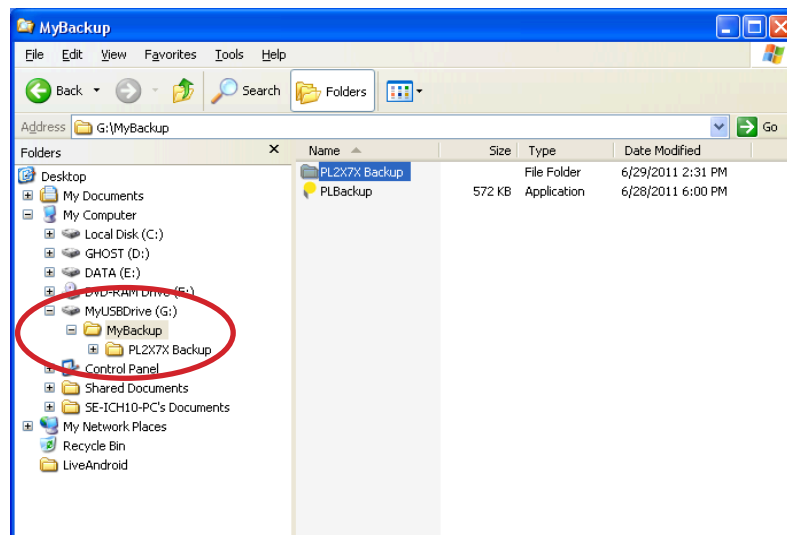 MyBackup
File Edit View Favorites Tools Help
Back Search Folders
Address G:\MyBackup Go
Folders X Name Size Type Date Modified
Desktop
My Documents
My Computer
Local Disk (C:)
GHOST (D:)
DATA (E:)
DVD-RAM Drive (F:)
MyUSBDrive (G:)
MyBackup
PL2X7X Backup
Control Panel
Shared Documents
SE-ICH10-PC's Documents
My Network Places
Recycle Bin
LiveAndroid
PL2X7X Backup File Folder 6/29/2011 2:31 PM
PLBackup 572 KB Application 6/28/2011 6:00 PM